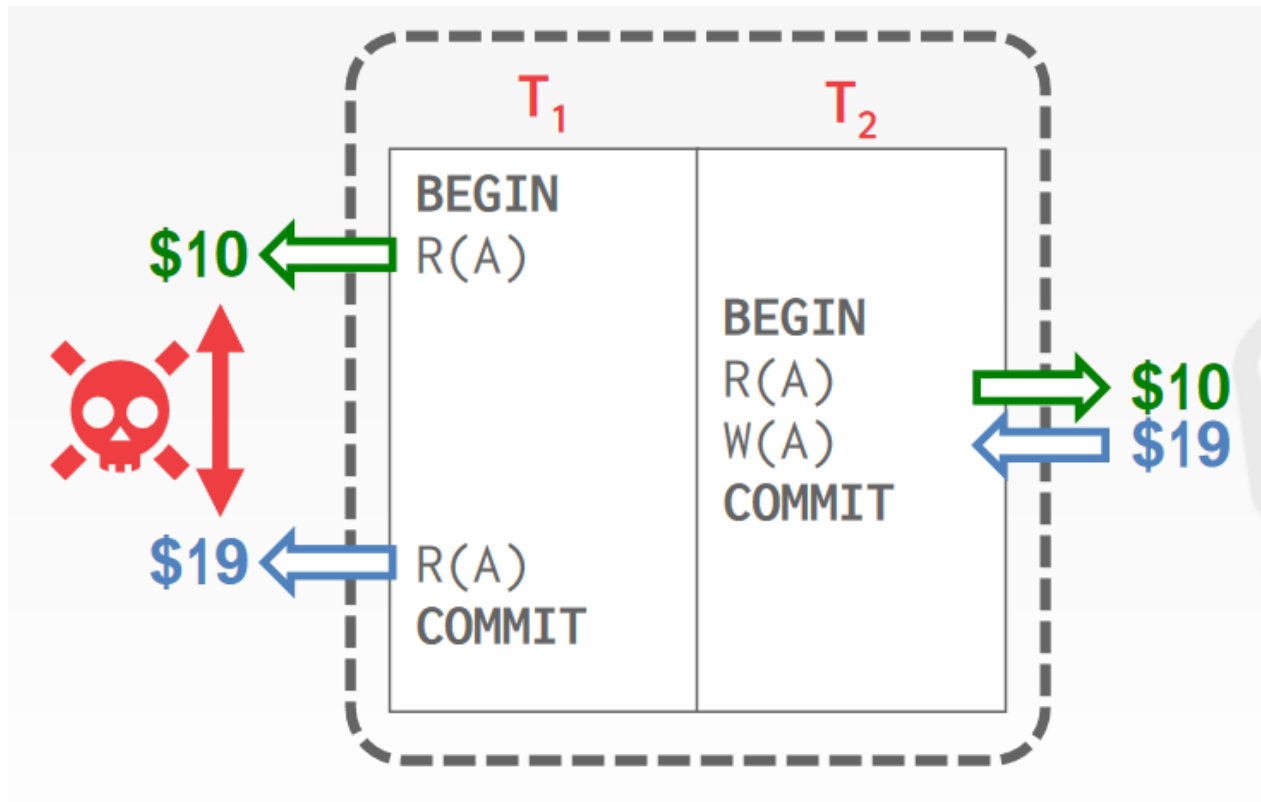 T1 T2
BEGIN
$10 R(A)
BEGIN
R(A) $10
W(A) $19
COMMIT
$19 R(A)
COMMIT